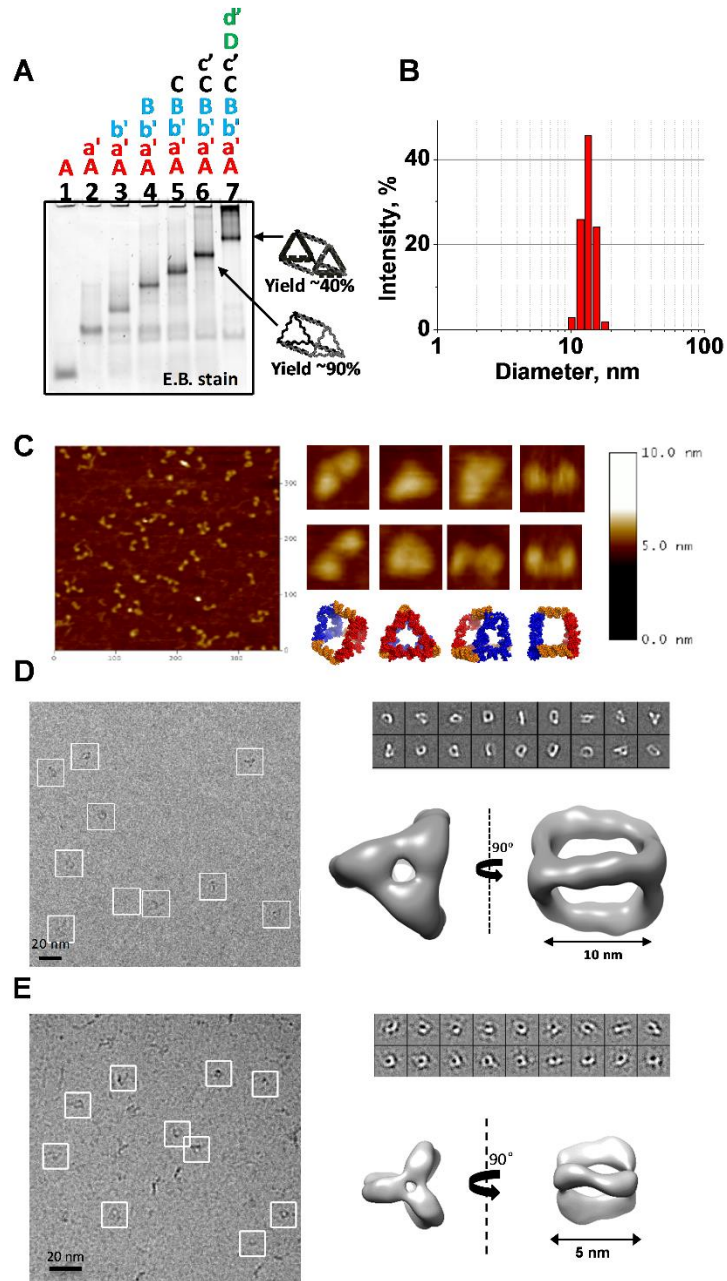 A
A
1
a'
A
2
b'
a'
A
3
B
b'
a'
A
4
C
B
b'
a'
A
5
c'
C
B
b'
a'
A
6
d'
D
c'
C
B
b'
a'
A
7
Yield ~40%
Yield ~90%
E.B. stain
B
Intensity, %
40
20
0
1
10
100
Diameter, nm
C
300
200
100
0
0
100
200
300
10.0 nm
5.0 nm
0.0 nm
D
20 nm
90°
10 nm
E
20 nm
90°
5 nm